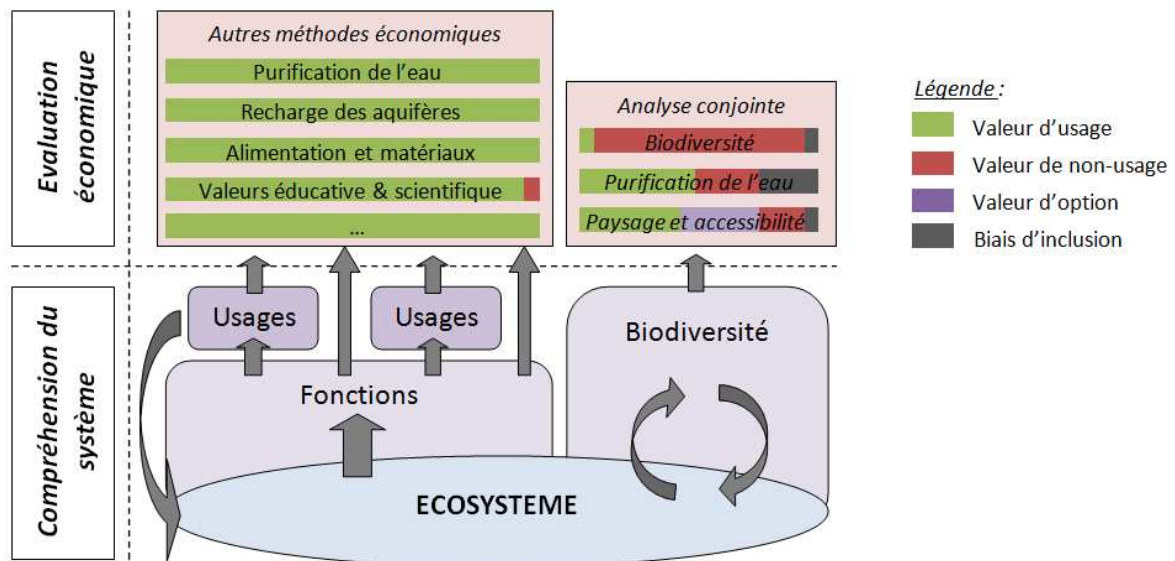 Evaluation
économique
Autres méthodes économiques
Purification de l'eau
Recharge des aquifères
Alimentation et matériaux
Valeurs éducative & scientifique
...
Analyse conjointe
Biodiversité
Purification de l'eau
Paysage et accessibilité
Légende :
Valeur d'usage
Valeur de non-usage
Valeur d'option
Biais d'inclusion
Compréhension du
système
Usages
Usages
Fonctions
Biodiversité
ECOSYSTEME